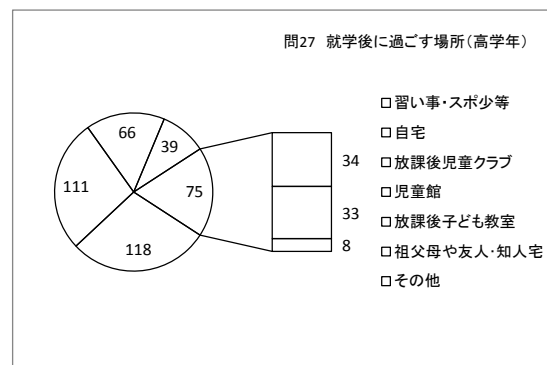 問27 就学後に過ごす場所(高学年)
66
39
111
75
118
34
33
8
習い事・スポ少等
自宅
放課後児童クラブ
児童館
放課後子ども教室
祖父母や友人・知人宅
その他